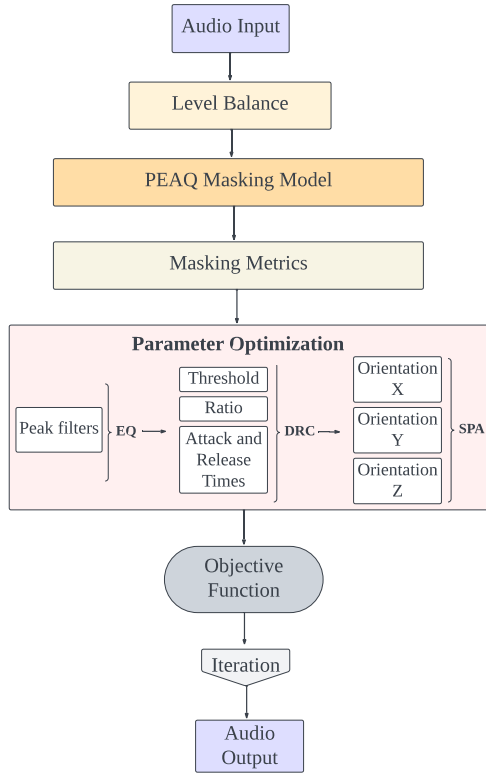 Audio Input
Level Balance
PEAQ Masking Model
Masking Metrics
Parameter Optimization
Peak filters
EQ
Threshold
Ratio
Attack and
Release
Times
DRC
Orientation
X
Orientation
Y
Orientation
Z
SPA
Objective
Function
Iteration
Audio
Output